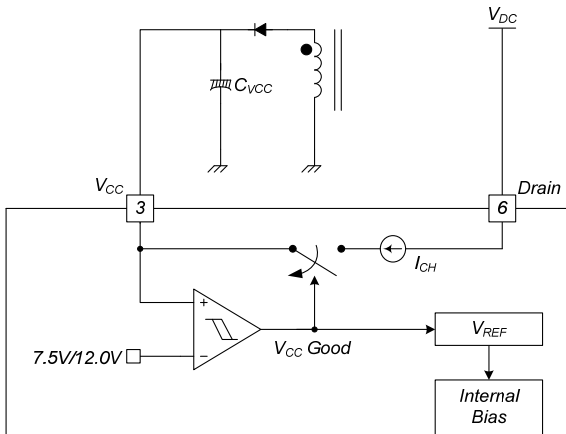 V_DC
C_VCC
V_CC
Drain
3
6
I_CH
+
7.5V/12.0V
−
V_CC Good
V_REF
Internal
Bias